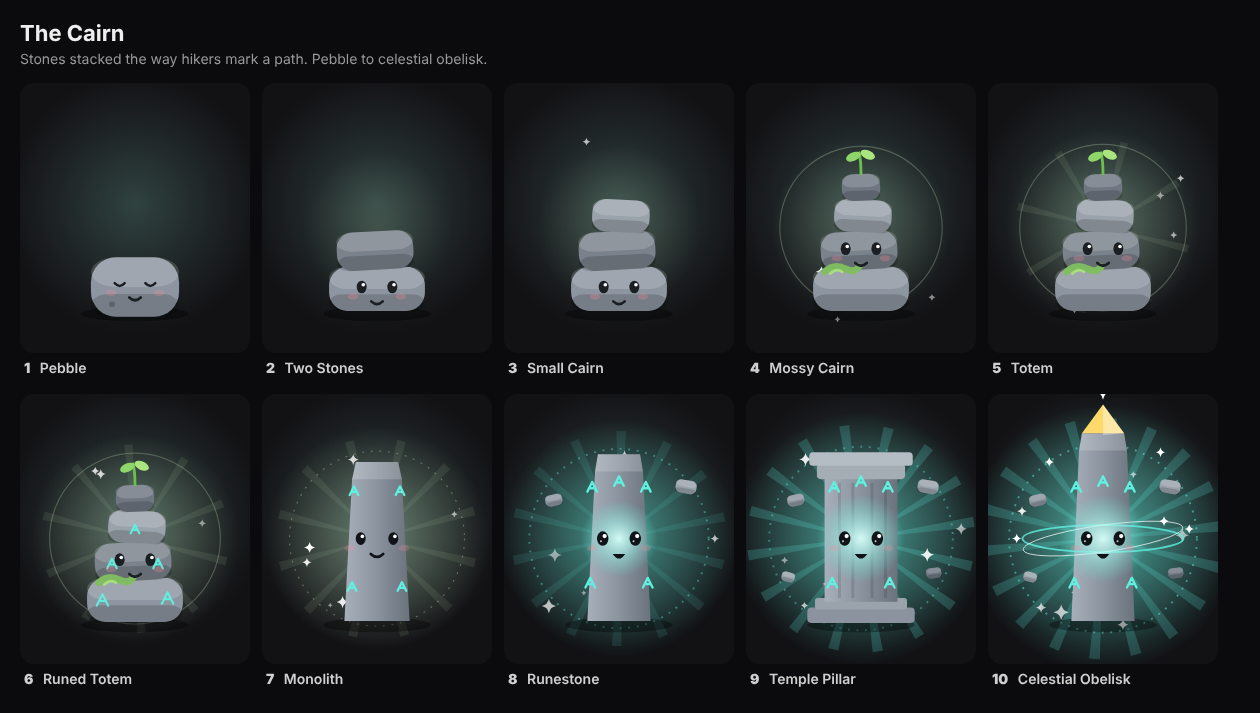 The Cairn
Stones stacked the way hikers mark a path. Pebble to celestial obelisk.
1 Pebble
2 Two Stones
3 Small Cairn
4 Mossy Cairn
5 Totem
6 Runed Totem
7 Monolith
8 Runestone
9 Temple Pillar
10 Celestial Obelisk